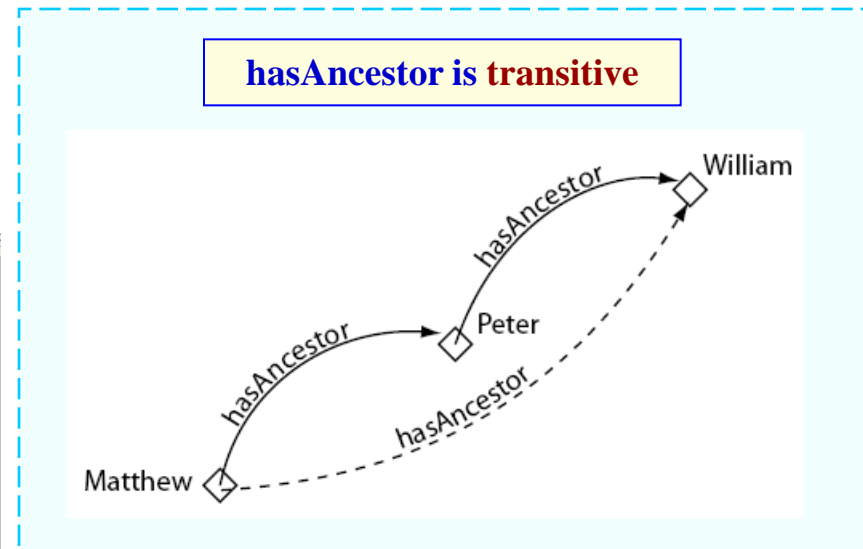 hasAncestor is transitive
William
hasAncestor
Peter
hasAncestor
hasAncestor
Matthew